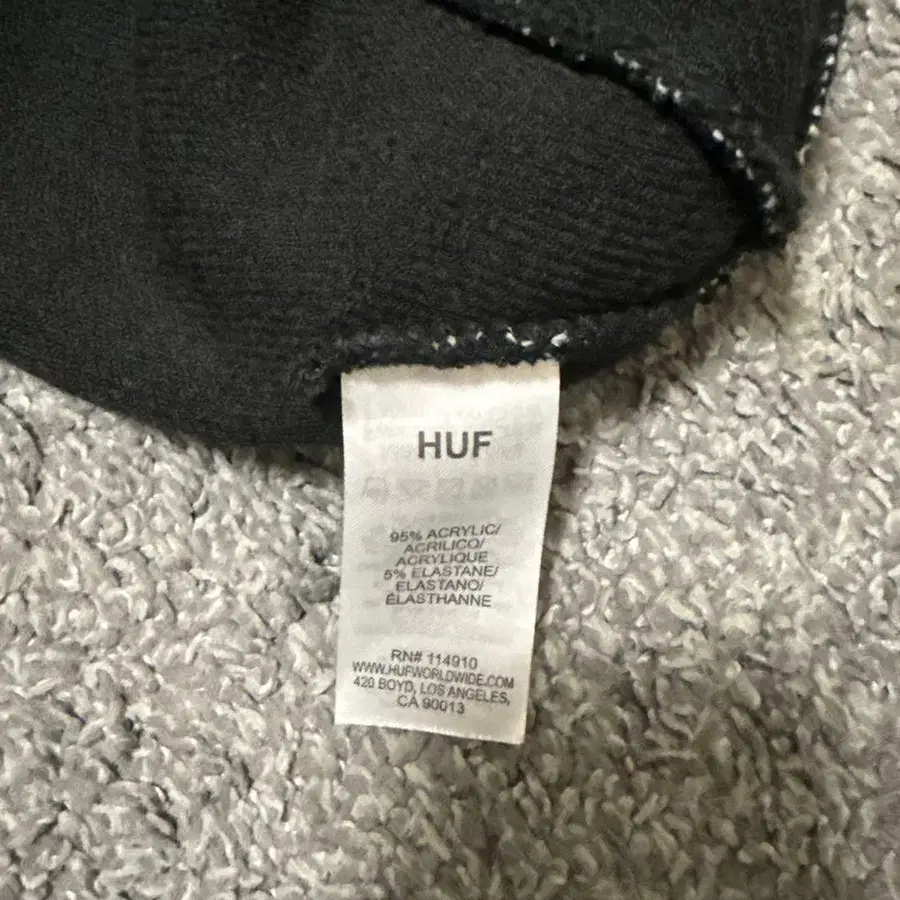 HUF
95% ACRYLIC/
ACRILICO/
ACRYLIQUE
5% ELASTANE/
ELASTANO/
ÉLASTHANNE
RN# 114910
WWW.HUFWORLDWIDE.COM
420 BOYD, LOS ANGELES,
CA 90013